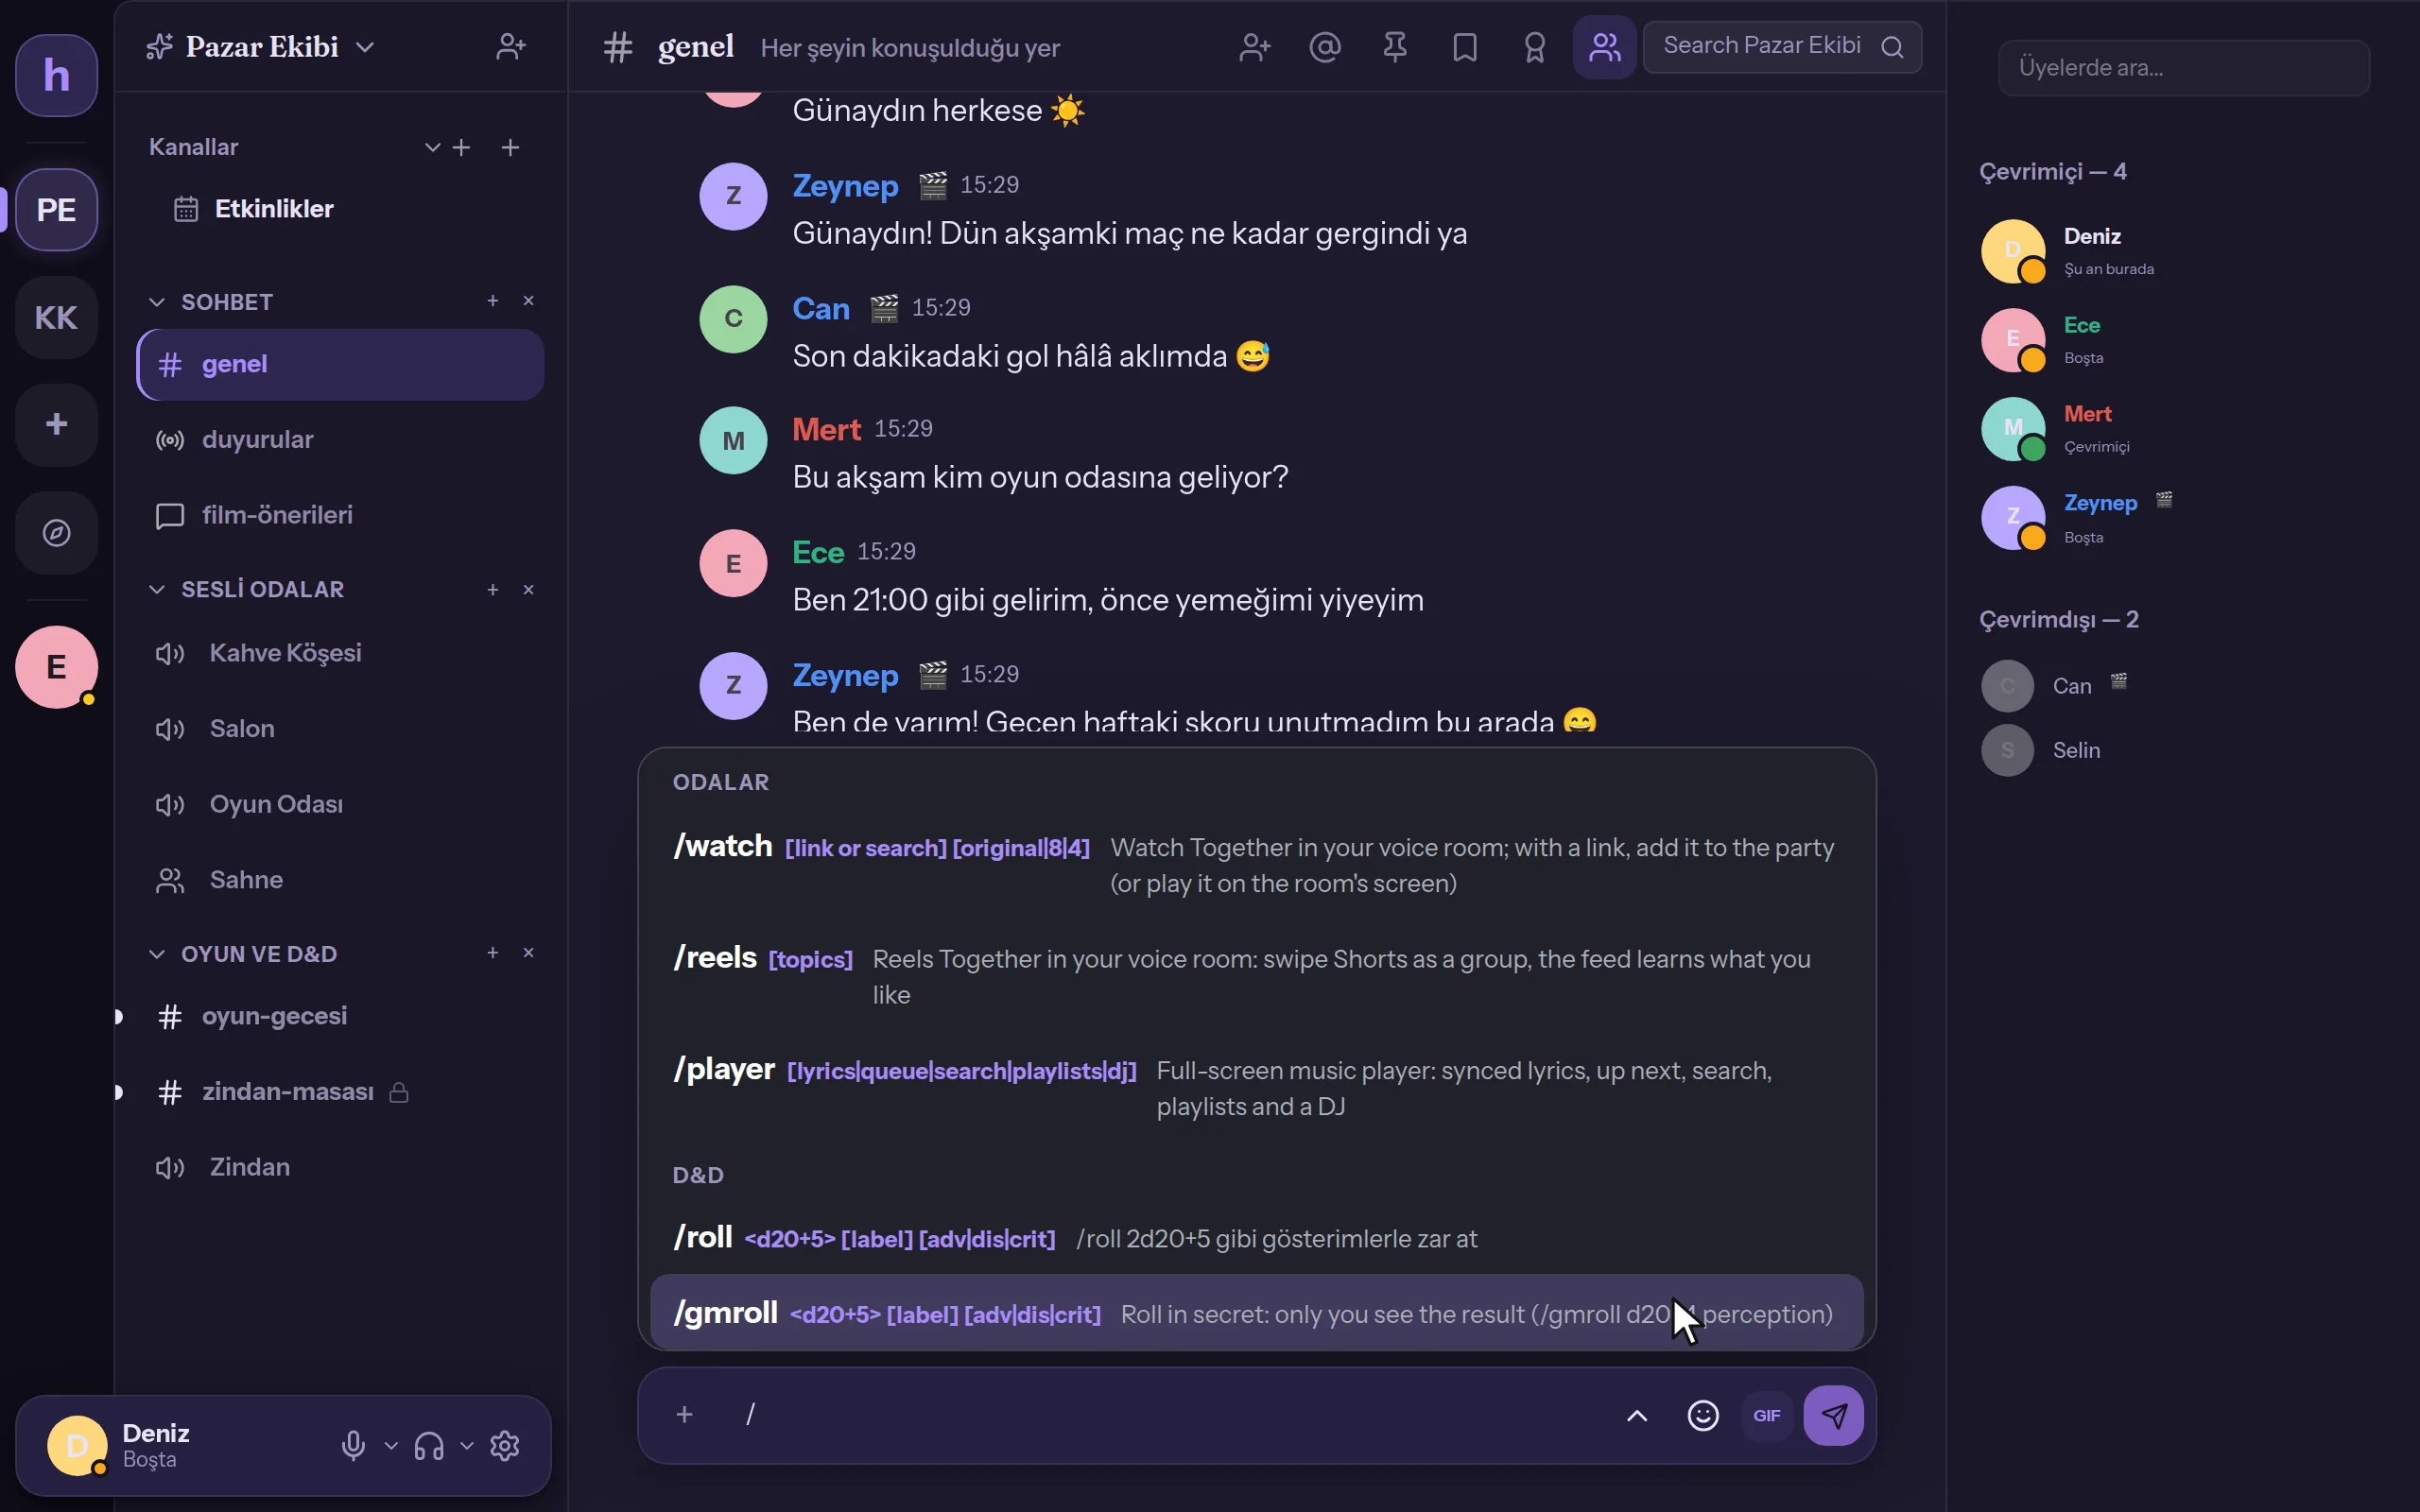 h
PE
KK
E
Pazar Ekibi
Kanallar
Etkinlikler
SOHBET
genel
duyurular
film-önerileri
SESLİ ODALAR
Kahve Köşesi
Salon
Oyun Odası
Sahne
OYUN VE D&D
oyun-gecesi
zindan-masası
Zindan
D
Deniz
Boşta
# genel Her şeyin konuşulduğu yer
Search Pazar Ekibi
Günaydın herkese ☀️
Z
Zeynep 🎬 15:29
Günaydın! Dün akşamki maç ne kadar gergindi ya
C
Can 🎬 15:29
Son dakikadaki gol hâlâ aklımda 😅
M
Mert 15:29
Bu akşam kim oyun odasına geliyor?
E
Ece 15:29
Ben 21:00 gibi gelirim, önce yemeğimi yiyeyim
Z
Zeynep 🎬 15:29
Ben de varım! Geçen haftaki skoru unutmadım bu arada 😄
ODALAR
/watch [link or search] [original|8|4] Watch Together in your voice room; with a link, add it to the party
(or play it on the room's screen)
/reels [topics] Reels Together in your voice room: swipe Shorts as a group, the feed learns what you
like
/player [lyrics|queue|search|playlists|dj] Full-screen music player: synced lyrics, up next, search,
playlists and a DJ
D&D
/roll <d20+5> [label] [adv|dis|crit] /roll 2d20+5 gibi gösterimlerle zar at
/gmroll <d20+5> [label] [adv|dis|crit] Roll in secret: only you see the result (/gmroll perception)
/
GIF
Üyelerde ara...
Çevrimiçi — 4
D
Deniz
Şu an burada
E
Ece
Boşta
M
Mert
Çevrimiçi
Z
Zeynep 🎬
Boşta
Çevrimdışı — 2
C
Can 🎬
S
Selin